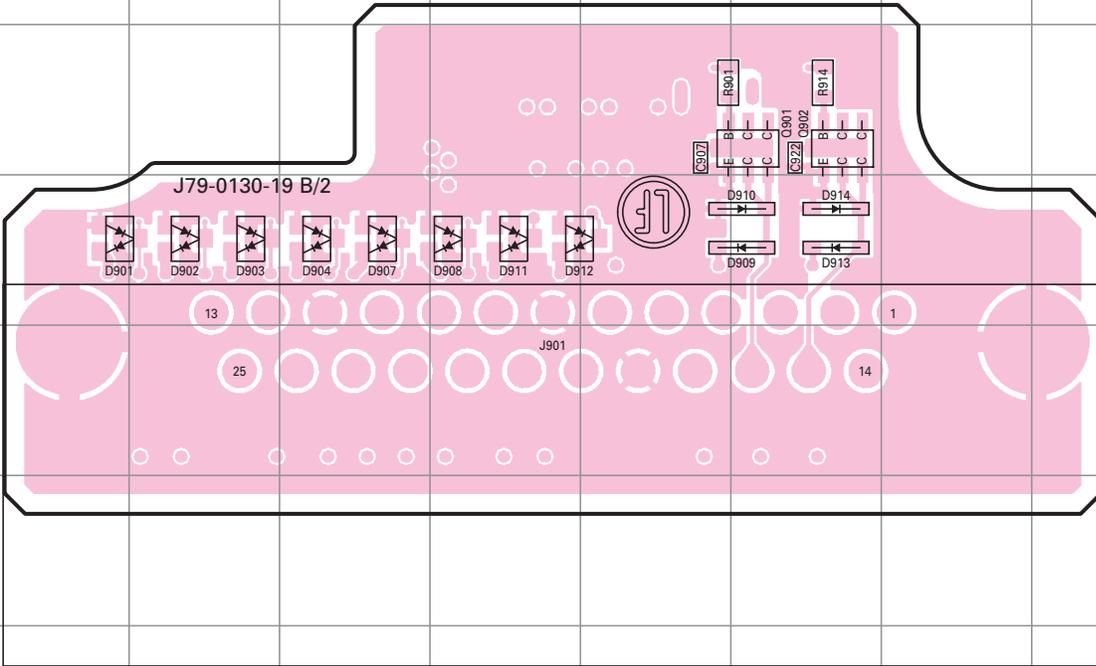 R901
R914
B C C
Q901
Q902
B C C
C907
E C C
C922
E C C
J79-0130-19 B/2
LF
D910
D914
D901
D902
D903
D904
D907
D908
D911
D912
D909
D913
13
1
J901
25
14